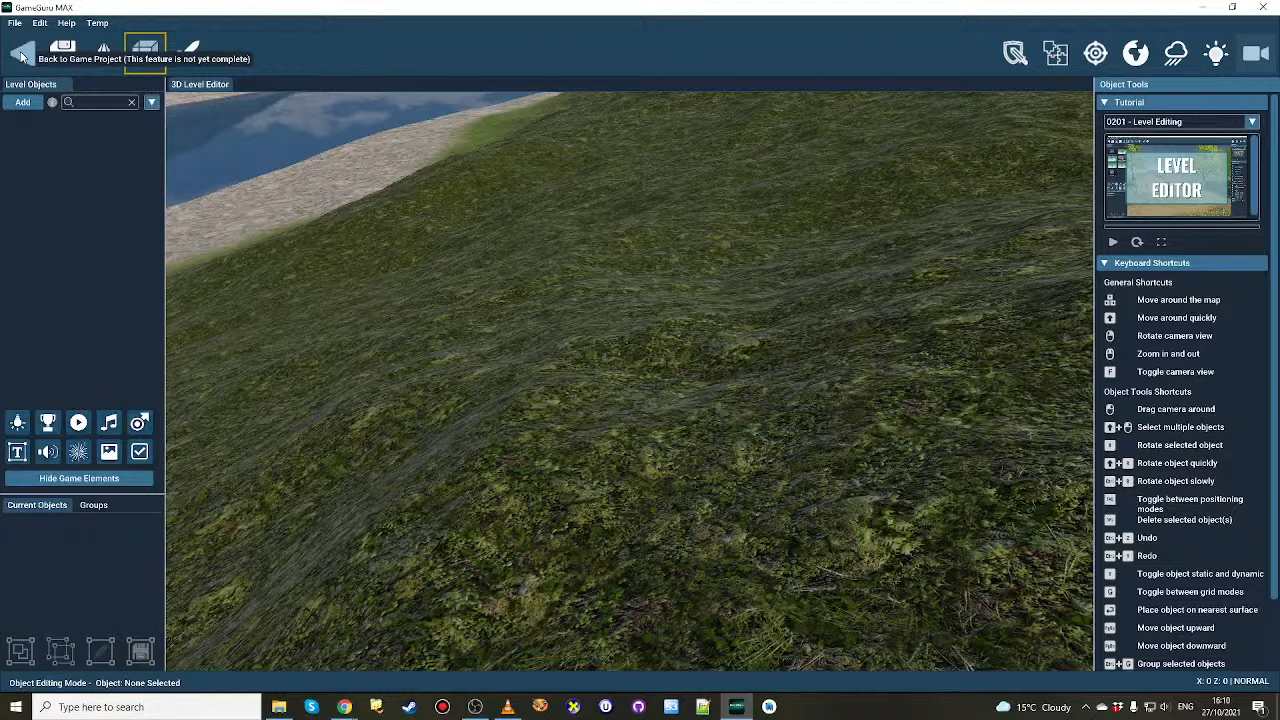 GameGuru MAX
File Edit Help Temp
Back to Game Project (This feature is not yet complete)
Level Objects
3D Level Editor
Object Tools
Add
Tutorial
0201 - Level Editing
LEVEL
EDITOR
Keyboard Shortcuts
General Shortcuts
Move around the map
Move around quickly
Rotate camera view
Zoom in and out
F Toggle camera view
Object Tools Shortcuts
Drag camera around
Select multiple objects
R Rotate selected object
Rotate object quickly
Rotate object slowly
Toggle between positioning
modes
Delete selected object(s)
Undo
Redo
Toggle object static and dynamic
G Toggle between grid modes
Place object on nearest surface
Move object upward
Move object downward
Group selected objects
T
Hide Game Elements
Current Objects Groups
Object Editing Mode - Object: None Selected
X: 0 Z: 0 | NORMAL
Type here to search
15°C Cloudy
16:10
27/10/2021